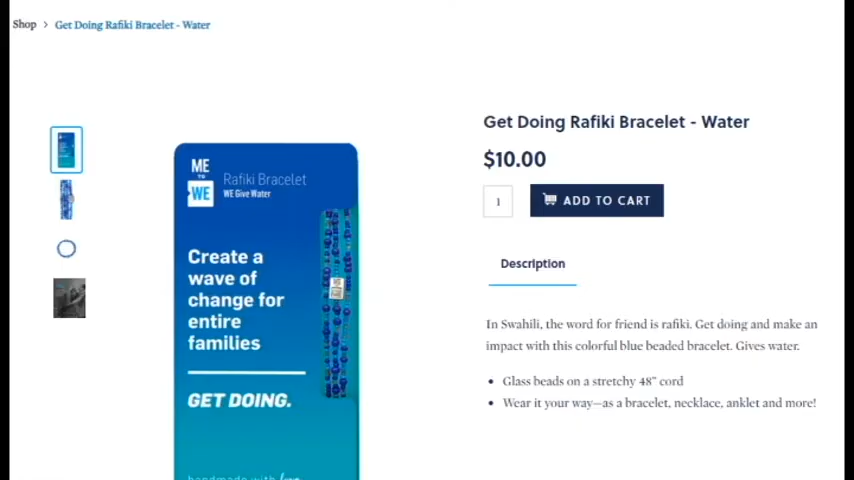 Shop > Get Doing Rafiki Bracelet - Water
ME
TO
WE
Rafiki Bracelet
WE Give Water
Create a
wave of
change for
entire
families
GET DOING.
handmade with love
Get Doing Rafiki Bracelet - Water
$10.00
1
ADD TO CART
Description
In Swahili, the word for friend is rafiki. Get doing and make an
impact with this colorful blue beaded bracelet. Gives water.
• Glass beads on a stretchy 48" cord
• Wear it your way—as a bracelet, necklace, anklet and more!